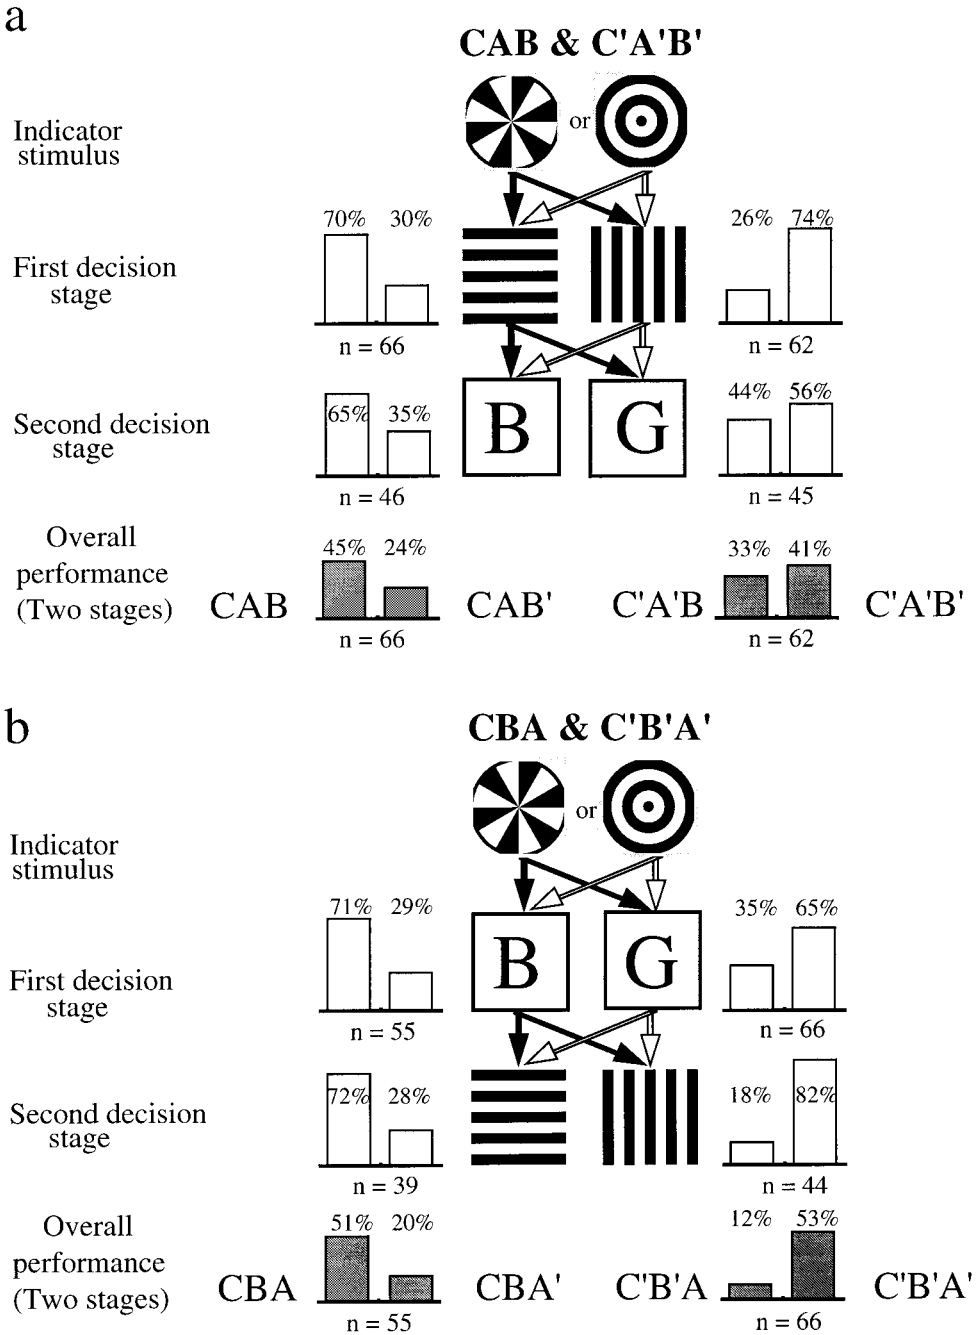 a
CAB & C'A'B'
Indicator
stimulus
or
70% 30%
26% 74%
First decision
stage
n = 66
n = 62
65% 35%
44% 56%
Second decision
stage
B G
n = 46
n = 45
Overall
performance
(Two stages)
45% 24%
33% 41%
CAB
CAB'
C'A'B
C'A'B'
n = 66
n = 62
b
CBA & C'B'A'
or
Indicator
stimulus
71% 29%
35% 65%
B G
First decision
stage
n = 55
n = 66
72% 28%
18% 82%
Second decision
stage
n = 39
n = 44
Overall
performance
(Two stages)
51% 20%
12% 53%
CBA
CBA'
C'B'A
C'B'A'
n = 55
n = 66